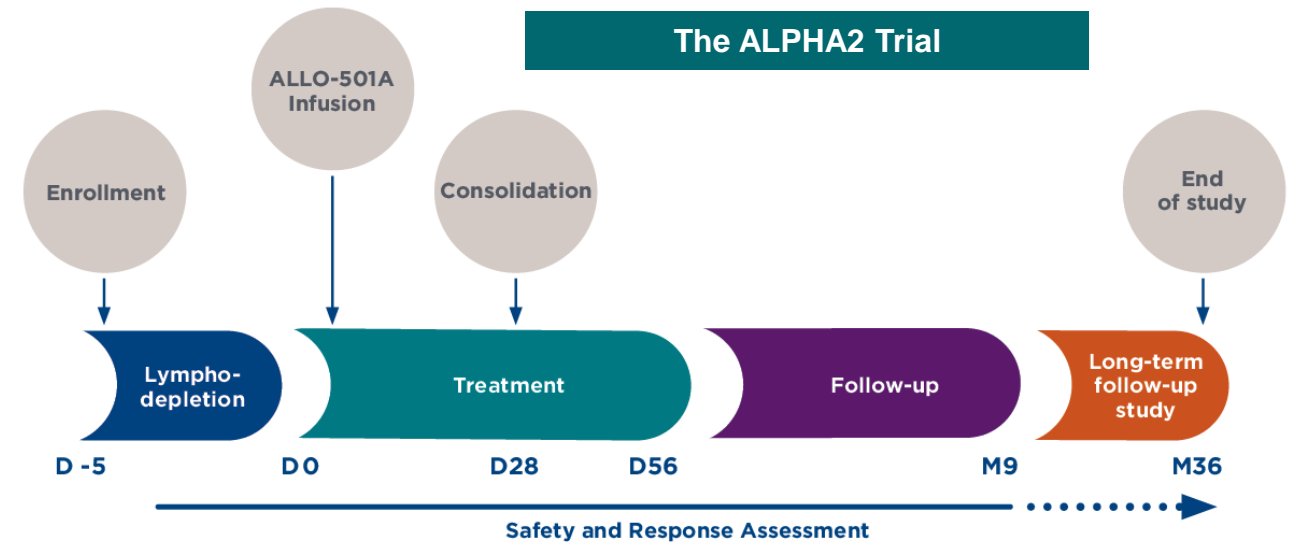 The ALPHA2 Trial
ALLO-501A
Infusion
Enrollment
Consolidation
End
of study
Lympho-
depletion
Treatment
Follow-up
Long-term
follow-up
study
D -5
D 0
D28
D56
M9
M36
Safety and Response Assessment